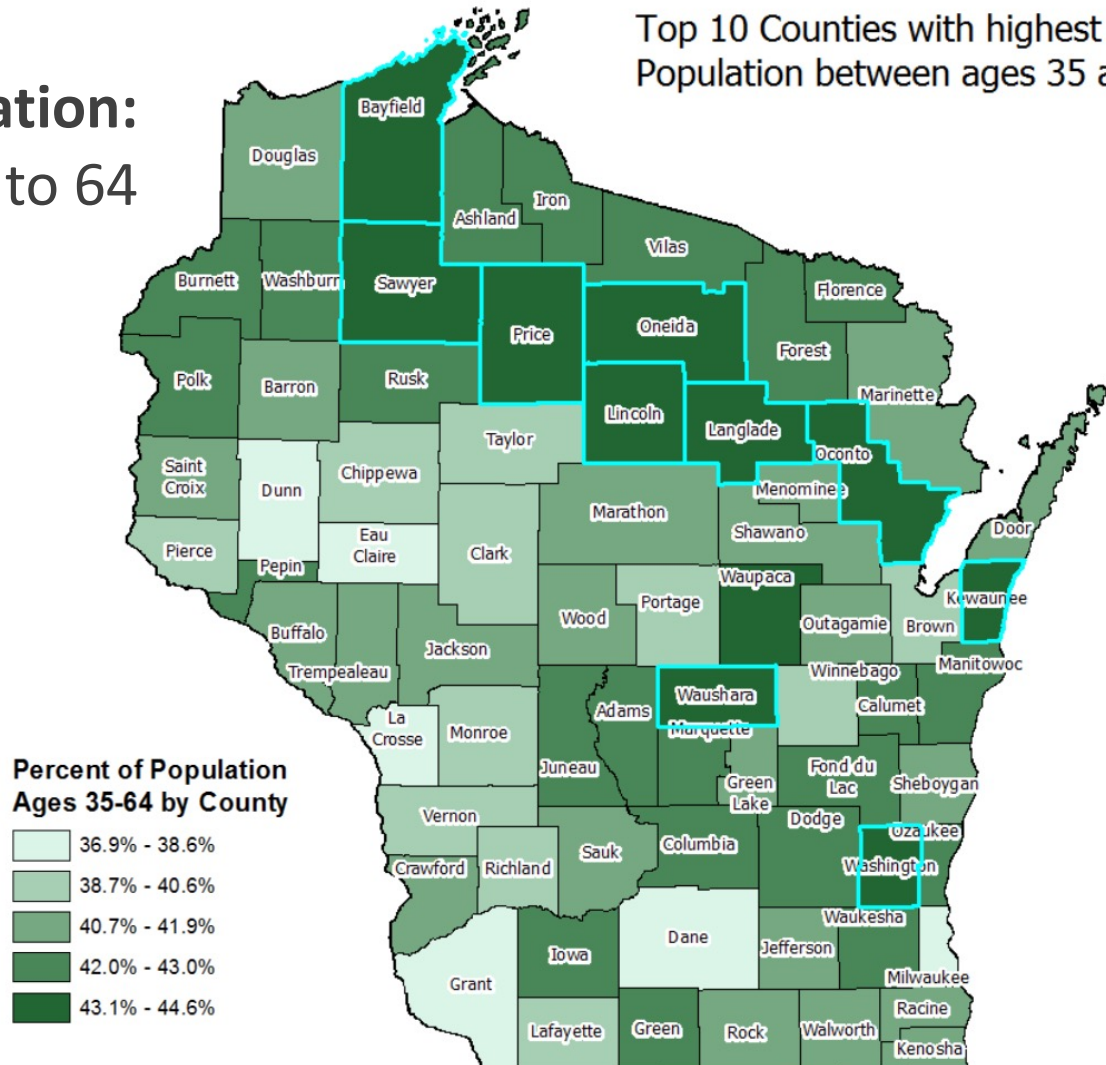 Top 10 Counties with highest
Population between ages 35 a
ation:
to 64
Bayfield
Douglas
Iron
Ashland
Vilas
Burnett
Washburn
Sawyer
Florence
Oneida
Price
Forest
Polk
Barron
Rusk
Marinette
Lincoln
Langlade
Taylor
Oconto
Saint
Croix
Chippewa
Dunn
Menominee
Marathon
Shawano
Door
Eau
Claire
Pierce
Clark
Pepin
Waupaca
Kewaunee
Portage
Wood
Outagamie
Brown
Buffalo
Jackson
Trempealeau
Winnebago
Manitowoc
Waushara
Adams
Calumet
La
Crosse
Monroe
Marquette
Juneau
Fond du
Lac
Green
Lake
Sheboygan
Percent of Population
Ages 35-64 by County
36.9% - 38.6%
38.7% - 40.6%
40.7% - 41.9%
42.0% - 43.0%
43.1% - 44.6%
Vernon
Dodge
Ozaukee
Columbia
Sauk
Crawford
Richland
Washington
Waukesha
Dane
Jefferson
Iowa
Milwaukee
Grant
Racine
Lafayette
Green
Rock
Walworth
Kenosha